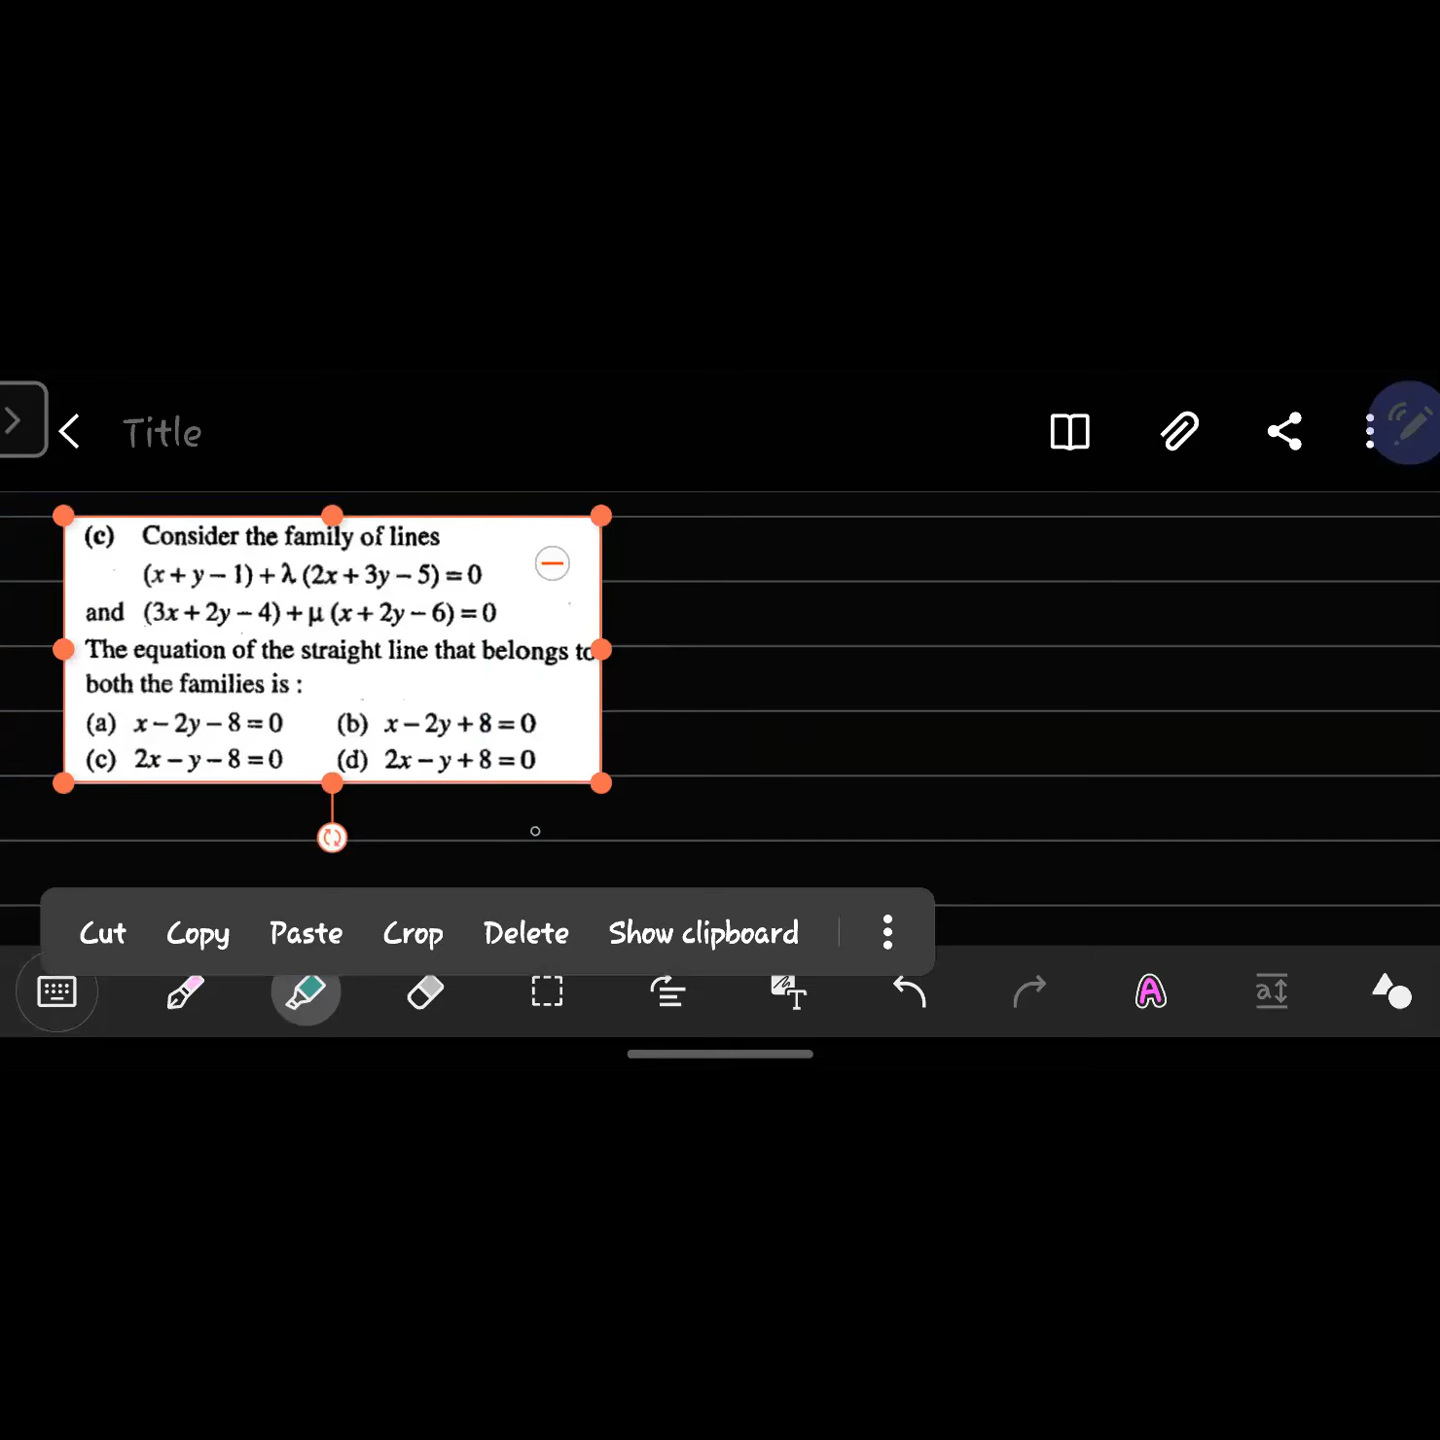 Title
(c) Consider the family of lines
(x + y − 1) + λ (2x + 3y − 5) = 0
and (3x + 2y − 4) + μ (x + 2y − 6) = 0
The equation of the straight line that belongs to
both the families is :
(a) x − 2y − 8 = 0 (b) x − 2y + 8 = 0
(c) 2x − y − 8 = 0 (d) 2x − y + 8 = 0
Cut Copy Paste Crop Delete Show clipboard
T A a